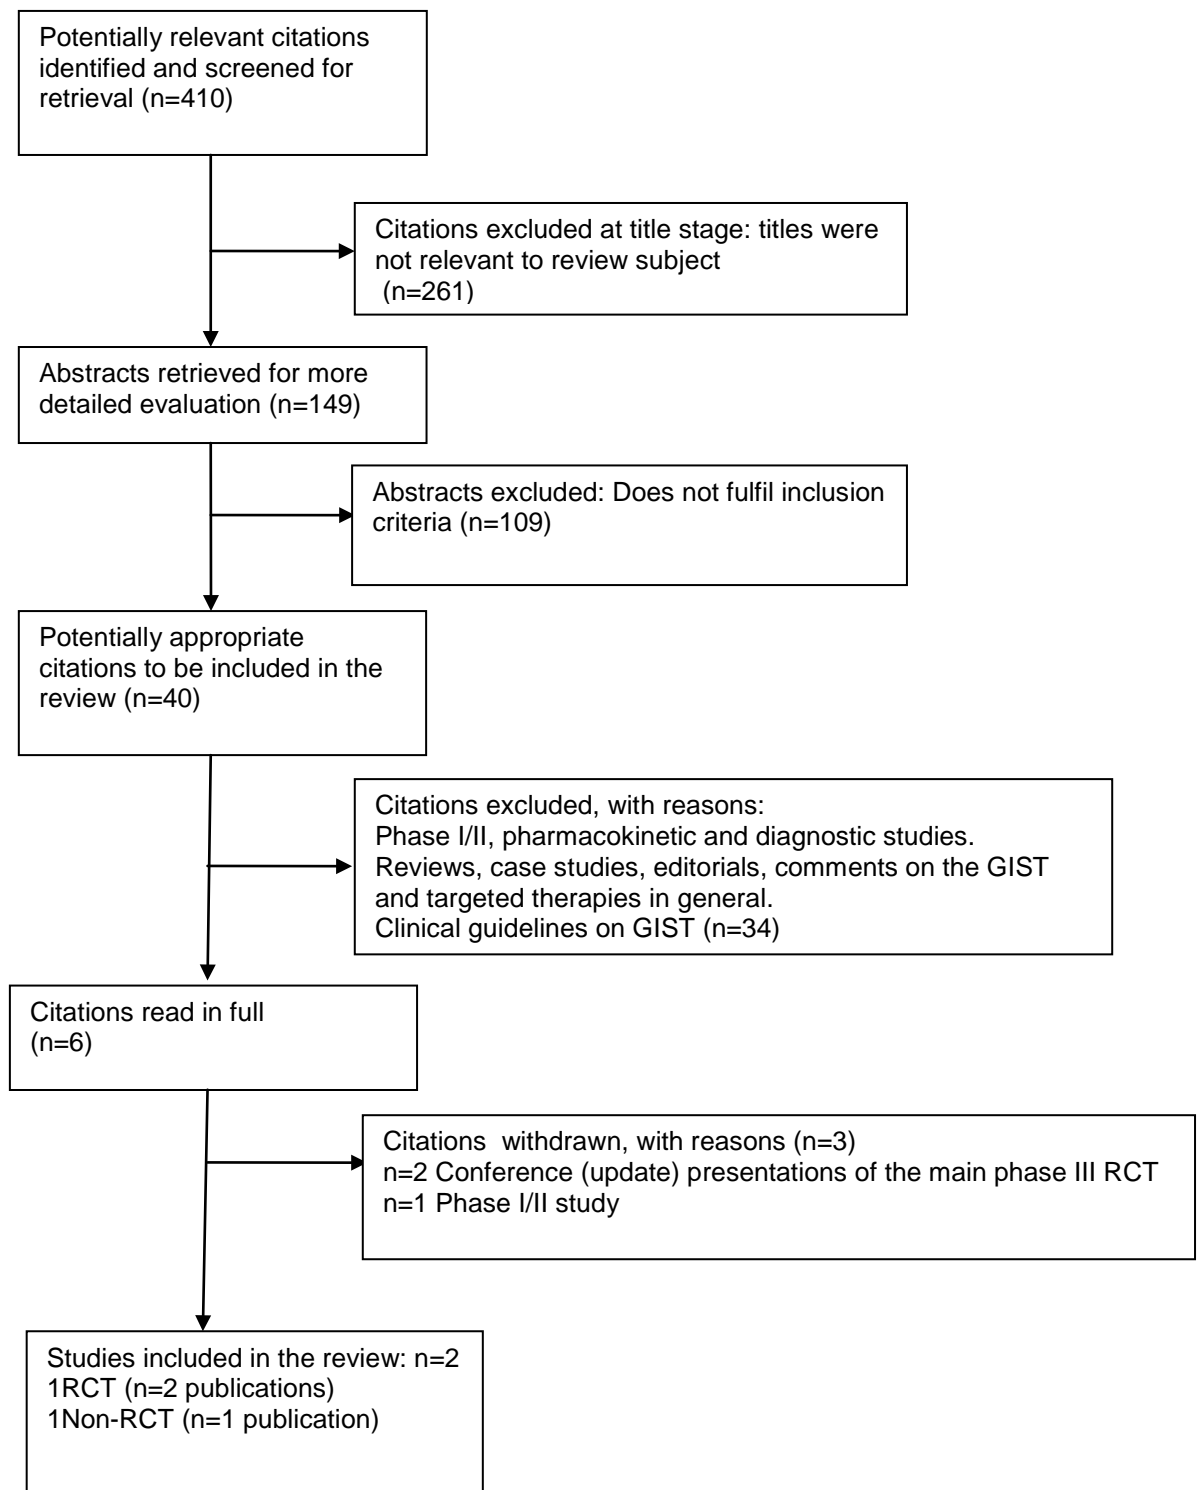 Potentially relevant citations
identified and screened for
retrieval (n=410)
Citations excluded at title stage: titles were
not relevant to review subject
(n=261)
Abstracts retrieved for more
detailed evaluation (n=149)
Abstracts excluded: Does not fulfil inclusion
criteria (n=109)
Potentially appropriate
citations to be included in the
review (n=40)
Citations excluded, with reasons:
Phase I/II, pharmacokinetic and diagnostic studies.
Reviews, case studies, editorials, comments on the GIST
and targeted therapies in general.
Clinical guidelines on GIST (n=34)
Citations read in full
(n=6)
Citations  withdrawn, with reasons (n=3)
n=2 Conference (update) presentations of the main phase III RCT
n=1 Phase I/II study
Studies included in the review: n=2
1RCT (n=2 publications)
1Non-RCT (n=1 publication)